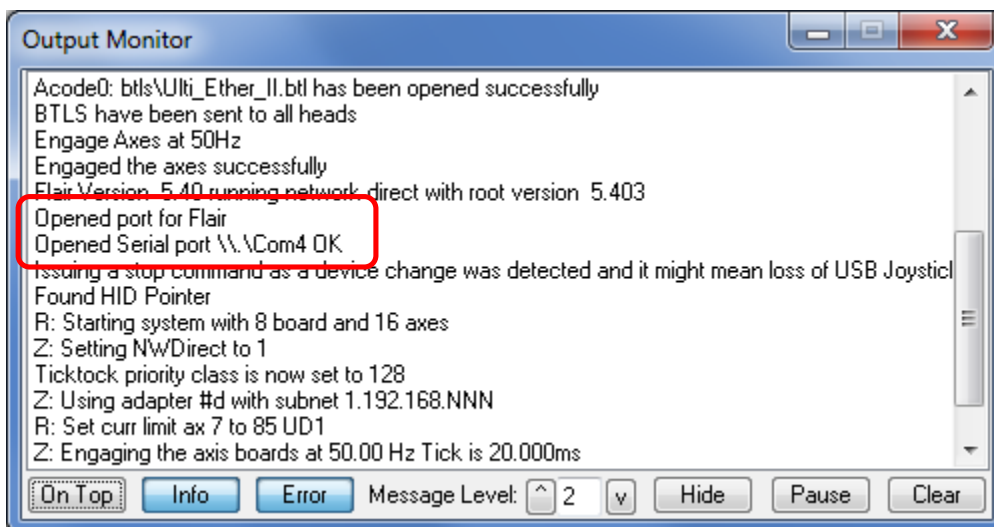 Output Monitor
Acode0: btls\Ulti_Ether_II.btl has been opened successfully
BTLS have been sent to all heads
Engage Axes at 50Hz
Engaged the axes successfully
Flair Version 5.40 running network direct with root version 5.403
Opened port for Flair
Opened Serial port \\.\Com4 OK
Issuing a stop command as a device change was detected and it might mean loss of USB Joysticl
Found HID Pointer
R: Starting system with 8 board and 16 axes
Z: Setting NWDirect to 1
Ticktock priority class is now set to 128
Z: Using adapter #d with subnet 1.192.168.NNN
R: Set curr limit ax 7 to 85 UD1
Z: Engaging the axis boards at 50.00 Hz Tick is 20.000ms
On Top Info Error Message Level: ^ 2 v Hide Pause Clear